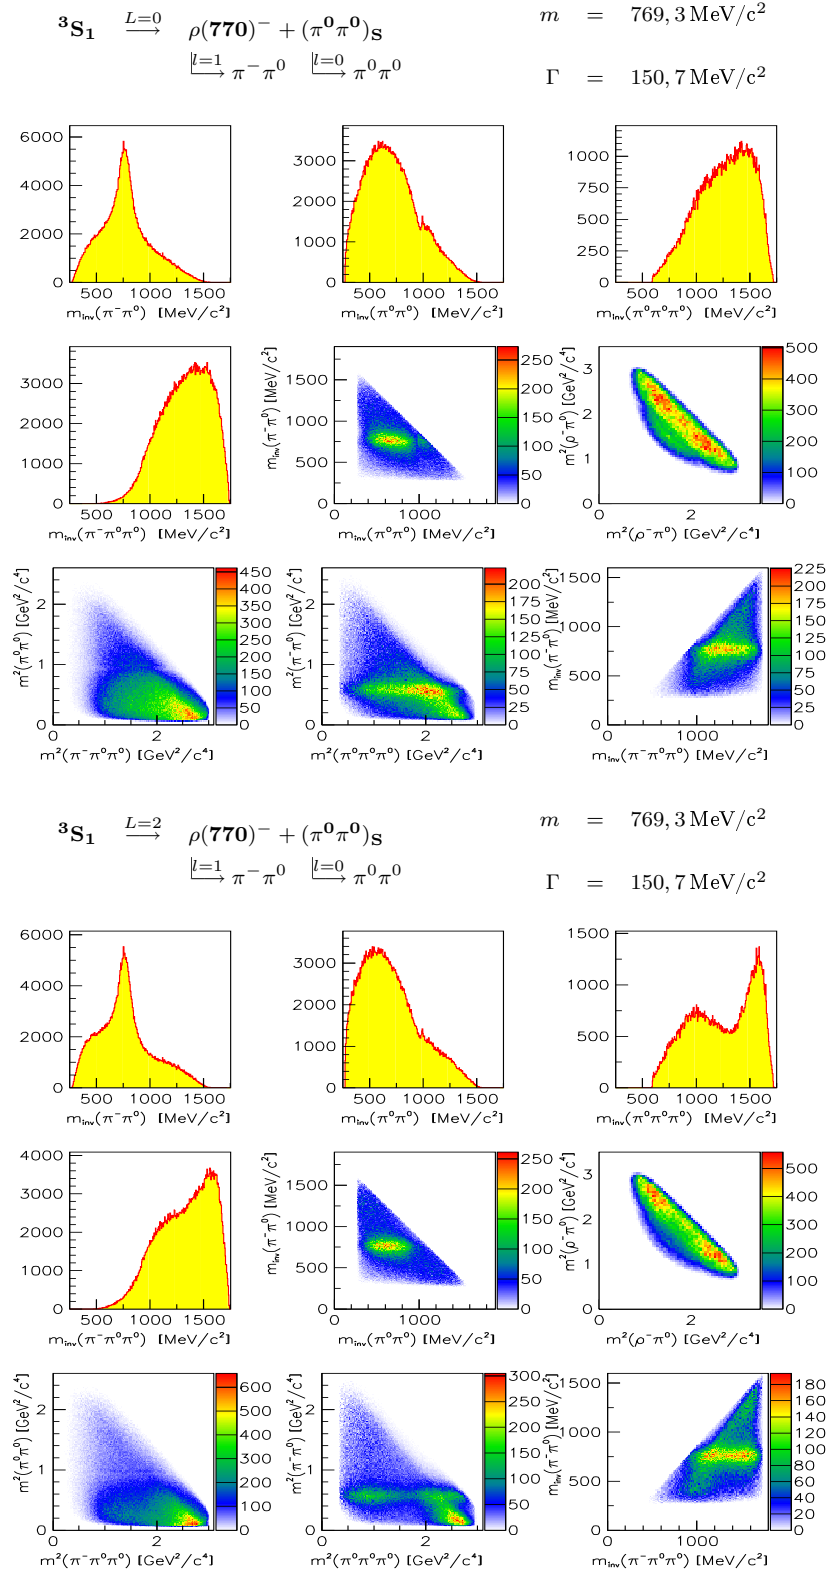 ³S₁ L=0 ⟶ ρ(770)⁻ + (π⁰π⁰)S m = 769,3 MeV/c²
l=1 π⁻π⁰ l=0 π⁰π⁰ Γ = 150,7 MeV/c²
6000 4000 2000 0 500 1000 1500
m_inv(π⁻π⁰) [MeV/c²]
3000 2000 1000 0 500 1000 1500
m_inv(π⁰π⁰) [MeV/c²]
1000 750 500 250 0 500 1000 1500
m_inv(π⁰π⁰π⁰) [MeV/c²]
3000 2000 1000 0 500 1000 1500
m_inv(π⁻π⁰π⁰) [MeV/c²]
m_inv(π⁻π⁰) [MeV/c²]
1500 1000 500 0 0 1000
250 200 150 100 50 0
m_inv(π⁰π⁰) [MeV/c²]
m²(ρ⁻π⁰) [GeV²/c⁴]
3 2 1 0 0 2
500 400 300 200 100 0
m²(ρ⁻π⁰) [GeV²/c⁴]
m²(π⁰π⁰) [GeV²/c⁴]
2 1 0 0 2
450 400 350 300 250 200 150 100 50 0
m²(π⁻π⁰π⁰) [GeV²/c⁴]
m²(π⁻π⁰) [GeV²/c⁴]
2 1 0 0 2
200 175 150 125 100 75 50 25 0
m²(π⁰π⁰π⁰) [GeV²/c⁴]
m_inv(π⁻π⁰) [MeV/c²]
1500 1000 500 0 0 1000
225 200 175 150 125 100 75 50 25 0
m_inv(π⁻π⁰π⁰) [MeV/c²]
³S₁ L=2 ⟶ ρ(770)⁻ + (π⁰π⁰)S m = 769,3 MeV/c²
l=1 π⁻π⁰ l=0 π⁰π⁰ Γ = 150,7 MeV/c²
6000 4000 2000 0 500 1000 1500
m_inv(π⁻π⁰) [MeV/c²]
3000 2000 1000 0 500 1000 1500
m_inv(π⁰π⁰) [MeV/c²]
1500 1000 500 0 500 1000 1500
m_inv(π⁰π⁰π⁰) [MeV/c²]
4000 3000 2000 1000 0 500 1000 1500
m_inv(π⁻π⁰π⁰) [MeV/c²]
m_inv(π⁻π⁰) [MeV/c²]
1500 1000 500 0 0 1000
250 200 150 100 50 0
m_inv(π⁰π⁰) [MeV/c²]
m²(ρ⁻π⁰) [GeV²/c⁴]
3 2 1 0 0 2
500 400 300 200 100 0
m²(ρ⁻π⁰) [GeV²/c⁴]
m²(π⁰π⁰) [GeV²/c⁴]
2 1 0 0 2
600 500 400 300 200 100 0
m²(π⁻π⁰π⁰) [GeV²/c⁴]
m²(π⁻π⁰) [GeV²/c⁴]
2 1 0 0 2
300 250 200 150 100 50 0
m²(π⁰π⁰π⁰) [GeV²/c⁴]
m_inv(π⁻π⁰) [MeV/c²]
1500 1000 500 0 0 1000
180 160 140 120 100 80 60 40 20 0
m_inv(π⁻π⁰π⁰) [MeV/c²]